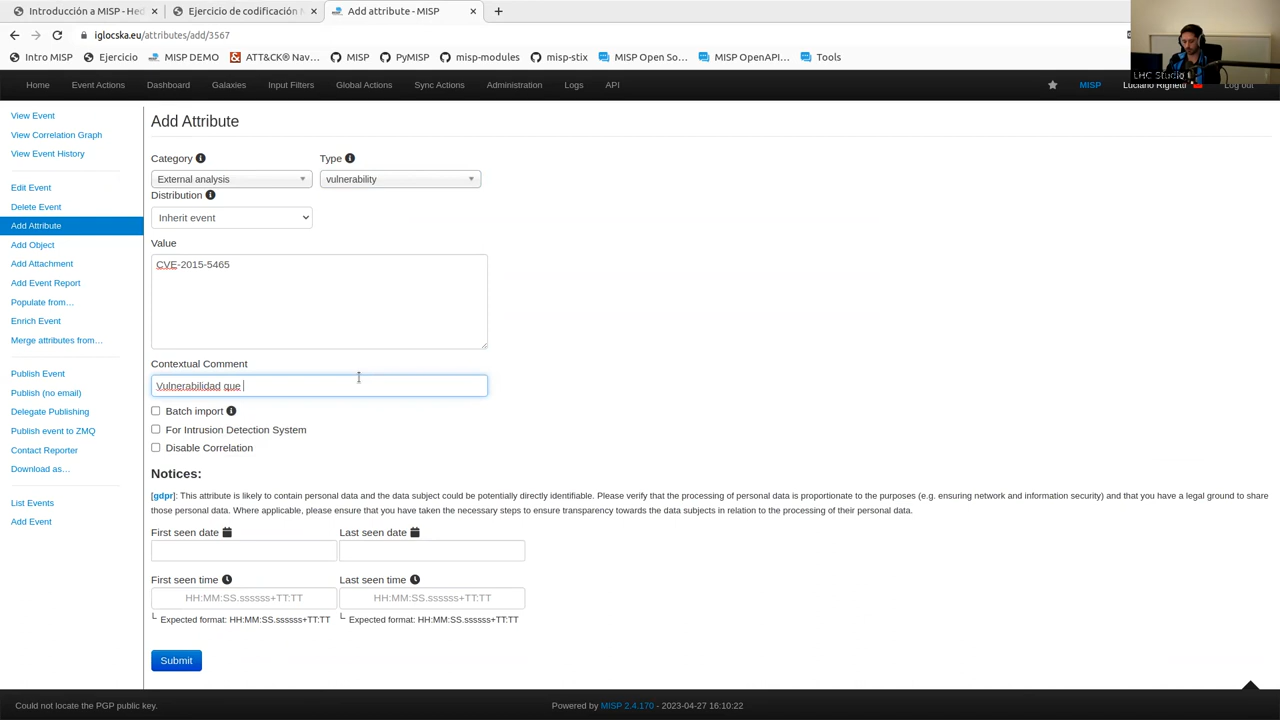 Introducción a MISP - Hed
Ejercicio de codificación
Add attribute - MISP
iglocska.eu/attributes/add/3567
Intro MISP
Ejercicio
MISP DEMO
ATT&CK® Nav…
MISP
PyMISP
misp-modules
misp-stix
MISP Open So…
MISP OpenAPI…
Tools
LHC Studio
Home
Event Actions
Dashboard
Galaxies
Input Filters
Global Actions
Sync Actions
Administration
Logs
API
MISP
Luciano Righetti
Log out
View Event
View Correlation Graph
View Event History
Edit Event
Delete Event
Add Attribute
Add Object
Add Attachment
Add Event Report
Populate from…
Enrich Event
Merge attributes from…
Publish Event
Publish (no email)
Delegate Publishing
Publish event to ZMQ
Contact Reporter
Download as…
List Events
Add Event
Add Attribute
Category
Type
External analysis
vulnerability
Distribution
Inherit event
Value
CVE-2015-5465
Contextual Comment
Vulnerabilidad que
Batch import
For Intrusion Detection System
Disable Correlation
Notices:
[gdpr]: This attribute is likely to contain personal data and the data subject could be potentially directly identifiable. Please verify that the processing of personal data is proportionate to the purposes (e.g. ensuring network and information security) and that you have a legal ground to share
those personal data. Where applicable, please ensure that you have taken the necessary steps to ensure transparency towards the data subjects in relation to the processing of their personal data.
First seen date
Last seen date
First seen time
Last seen time
HH:MM:SS.ssssss+TT:TT
HH:MM:SS.ssssss+TT:TT
Expected format: HH:MM:SS.ssssss+TT:TT
Expected format: HH:MM:SS.ssssss+TT:TT
Submit
Could not locate the PGP public key.
Powered by MISP 2.4.170 - 2023-04-27 16:10:22